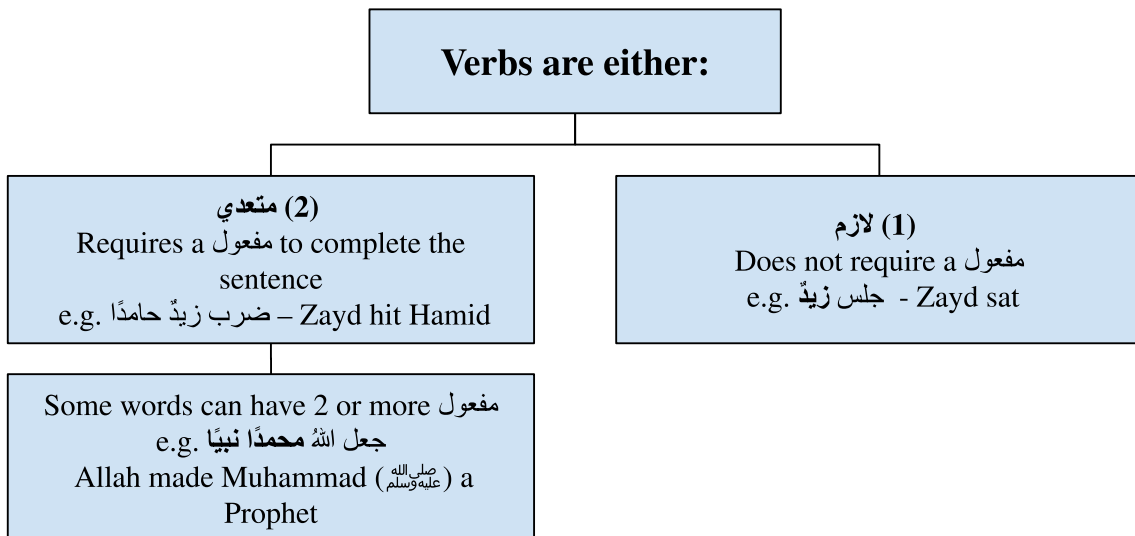 Verbs are either:
متعدي (2)
Requires a مفعول to complete the
sentence
e.g. ضرب زيدٌ حامدًا – Zayd hit Hamid
لازم (1)
Does not require a مفعول
e.g. جلس زيدٌ - Zayd sat
Some words can have 2 or more مفعول
e.g. جعل اللهُ محمدًا نبيًا
Allah made Muhammad (ﷺ) a
Prophet